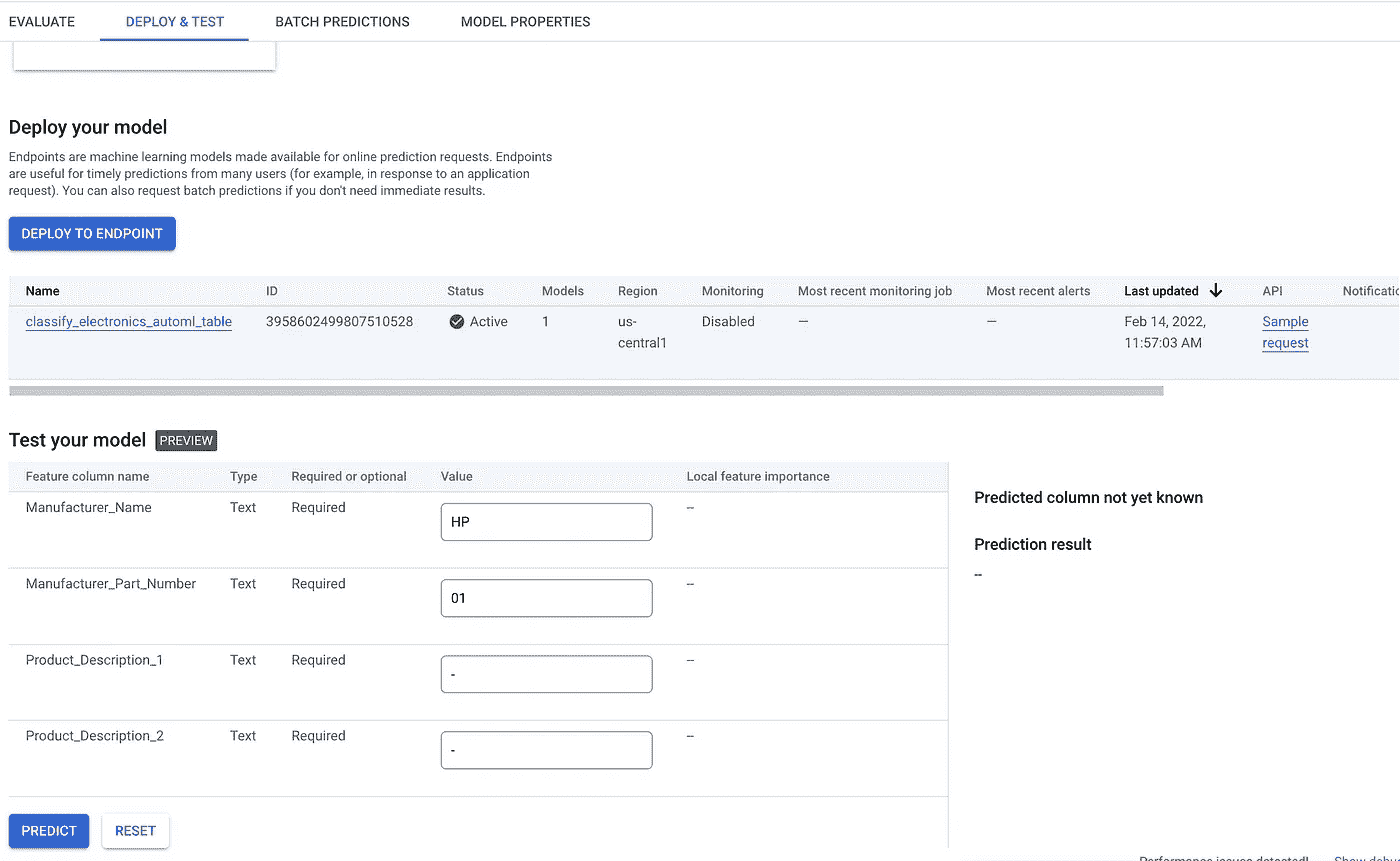 EVALUATE DEPLOY & TEST BATCH PREDICTIONS MODEL PROPERTIES
Deploy your model
Endpoints are machine learning models made available for online prediction requests. Endpoints
are useful for timely predictions from many users (for example, in response to an application
request). You can also request batch predictions if you don't need immediate results.
DEPLOY TO ENDPOINT
Name ID Status Models Region Monitoring Most recent monitoring job Most recent alerts Last updated API
classify_electronics_automl_table 3958602499807510528 Active 1 us- Disabled — — Feb 14, 2022, Sample
central1 11:57:03 AM request
Test your model PREVIEW
Feature column name Type Required or optional Value Local feature importance
Predicted column not yet known
Manufacturer_Name Text Required HP --
Prediction result
--
Manufacturer_Part_Number Text Required 01 --
Product_Description_1 Text Required - --
Product_Description_2 Text Required - --
PREDICT RESET